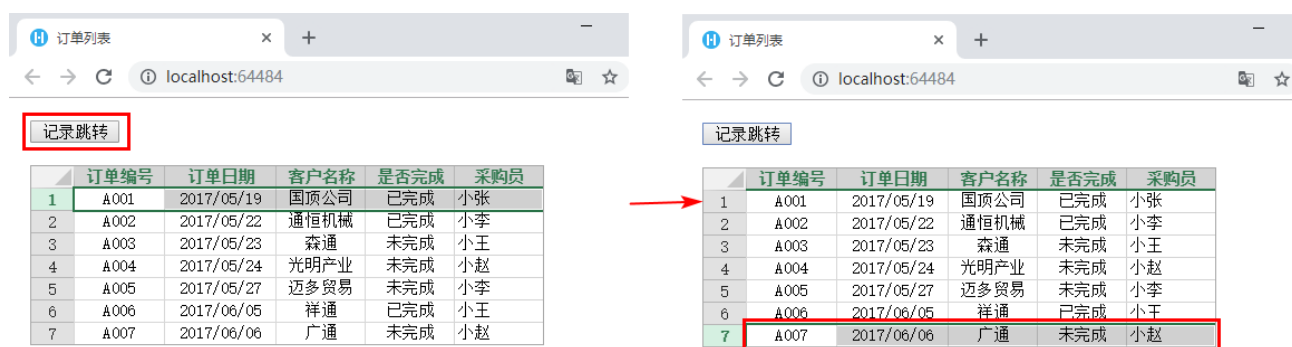 订单列表 × +
localhost:64484
记录跳转
订单编号 订单日期 客户名称 是否完成 采购员
1 A001 2017/05/19 国顶公司 已完成 小张
2 A002 2017/05/22 通恒机械 已完成 小李
3 A003 2017/05/23 森通 未完成 小王
4 A004 2017/05/24 光明产业 未完成 小赵
5 A005 2017/05/27 迈多贸易 未完成 小李
6 A006 2017/06/05 祥通 已完成 小王
7 A007 2017/06/06 广通 未完成 小赵
订单列表 × +
localhost:64484
记录跳转
订单编号 订单日期 客户名称 是否完成 采购员
1 A001 2017/05/19 国顶公司 已完成 小张
2 A002 2017/05/22 通恒机械 已完成 小李
3 A003 2017/05/23 森通 未完成 小王
4 A004 2017/05/24 光明产业 未完成 小赵
5 A005 2017/05/27 迈多贸易 未完成 小李
6 A006 2017/06/05 祥通 已完成 小王
7 A007 2017/06/06 广通 未完成 小赵